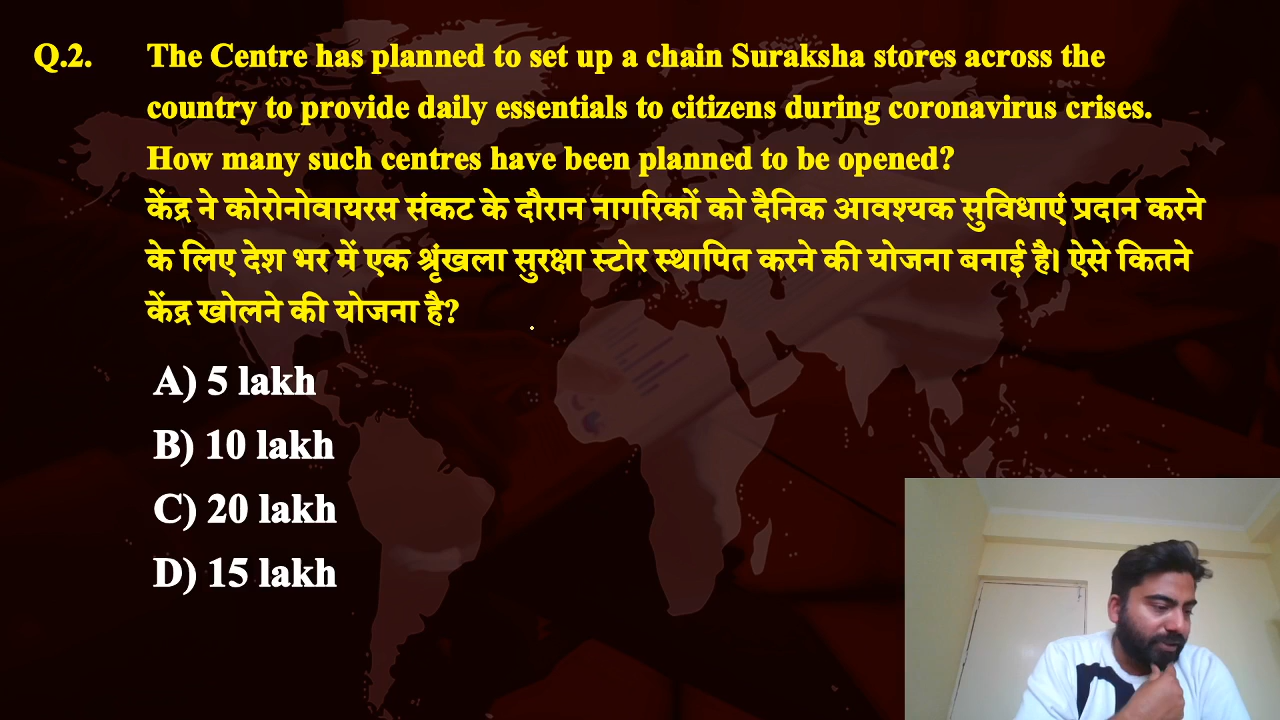 Q.2. The Centre has planned to set up a chain Suraksha stores across the
country to provide daily essentials to citizens during coronavirus crises.
How many such centres have been planned to be opened?
केंद्र ने कोरोनोवायरस संकट के दौरान नागरिकों को दैनिक आवश्यक सुविधाएं प्रदान करने
के लिए देश भर में एक श्रृंखला सुरक्षा स्टोर स्थापित करने की योजना बनाई है। ऐसे कितने
केंद्र खोलने की योजना है?
A) 5 lakh
B) 10 lakh
C) 20 lakh
D) 15 lakh